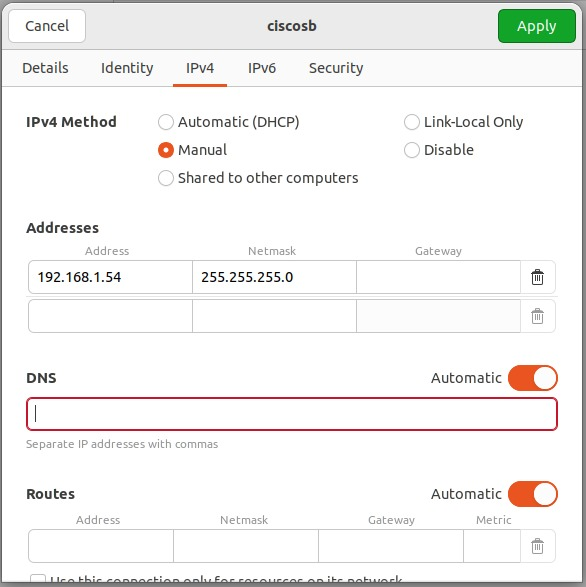 Cancel ciscosb Apply
Details Identity IPv4 IPv6 Security
IPv4 Method Automatic (DHCP) Link-Local Only
Manual Disable
Shared to other computers
Addresses
Address Netmask Gateway
192.168.1.54 255.255.255.0
DNS Automatic
Separate IP addresses with commas
Routes Automatic
Address Netmask Gateway Metric
Use this connection only for resources on its network